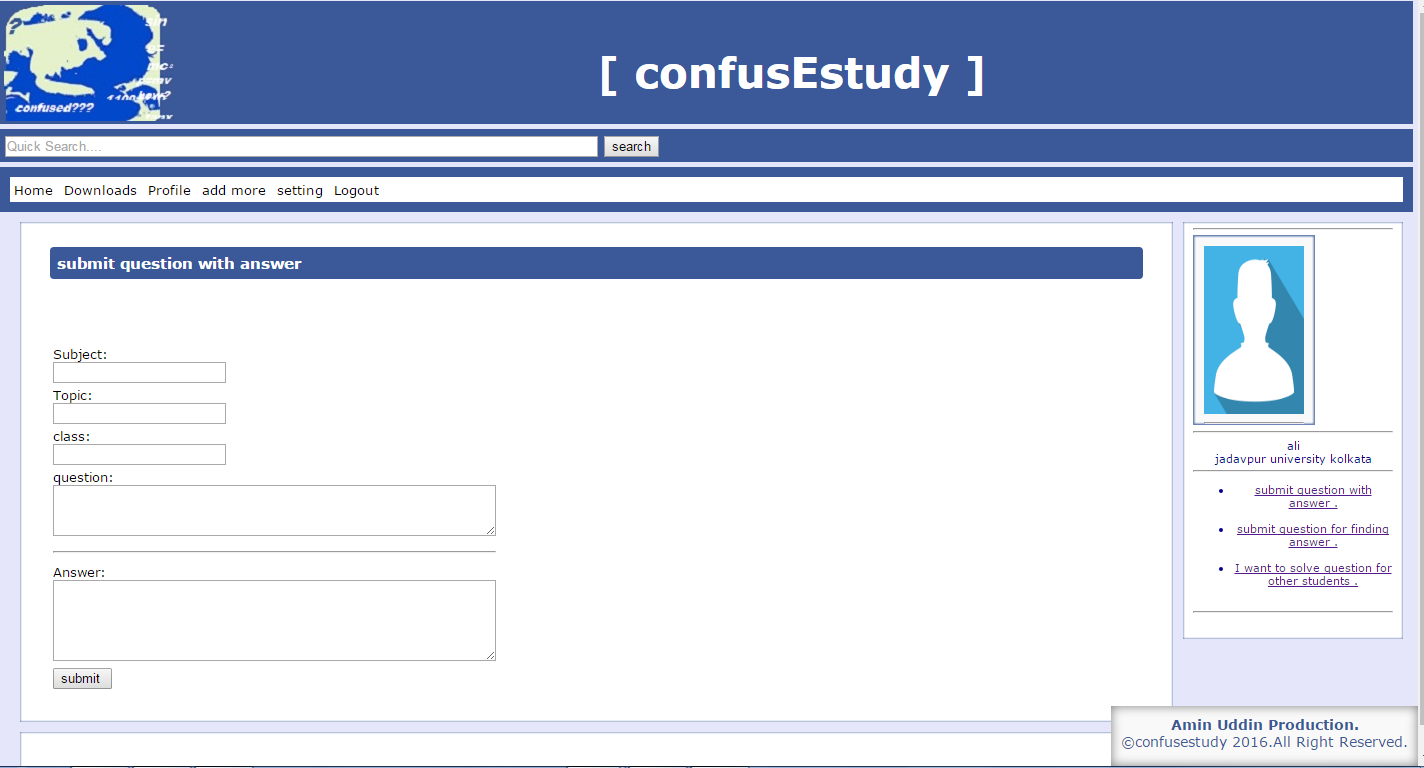 ?
sin
confused???
[ confusEstudy ]
Quick Search....
search
Home Downloads Profile add more setting Logout
submit question with answer
Subject:
Topic:
class:
question:
Answer:
submit
ali
jadavpur university kolkata
submit question with
answer .
submit question for finding
answer .
I want to solve question for
other students .
Amin Uddin Production.
©confusestudy 2016.All Right Reserved.